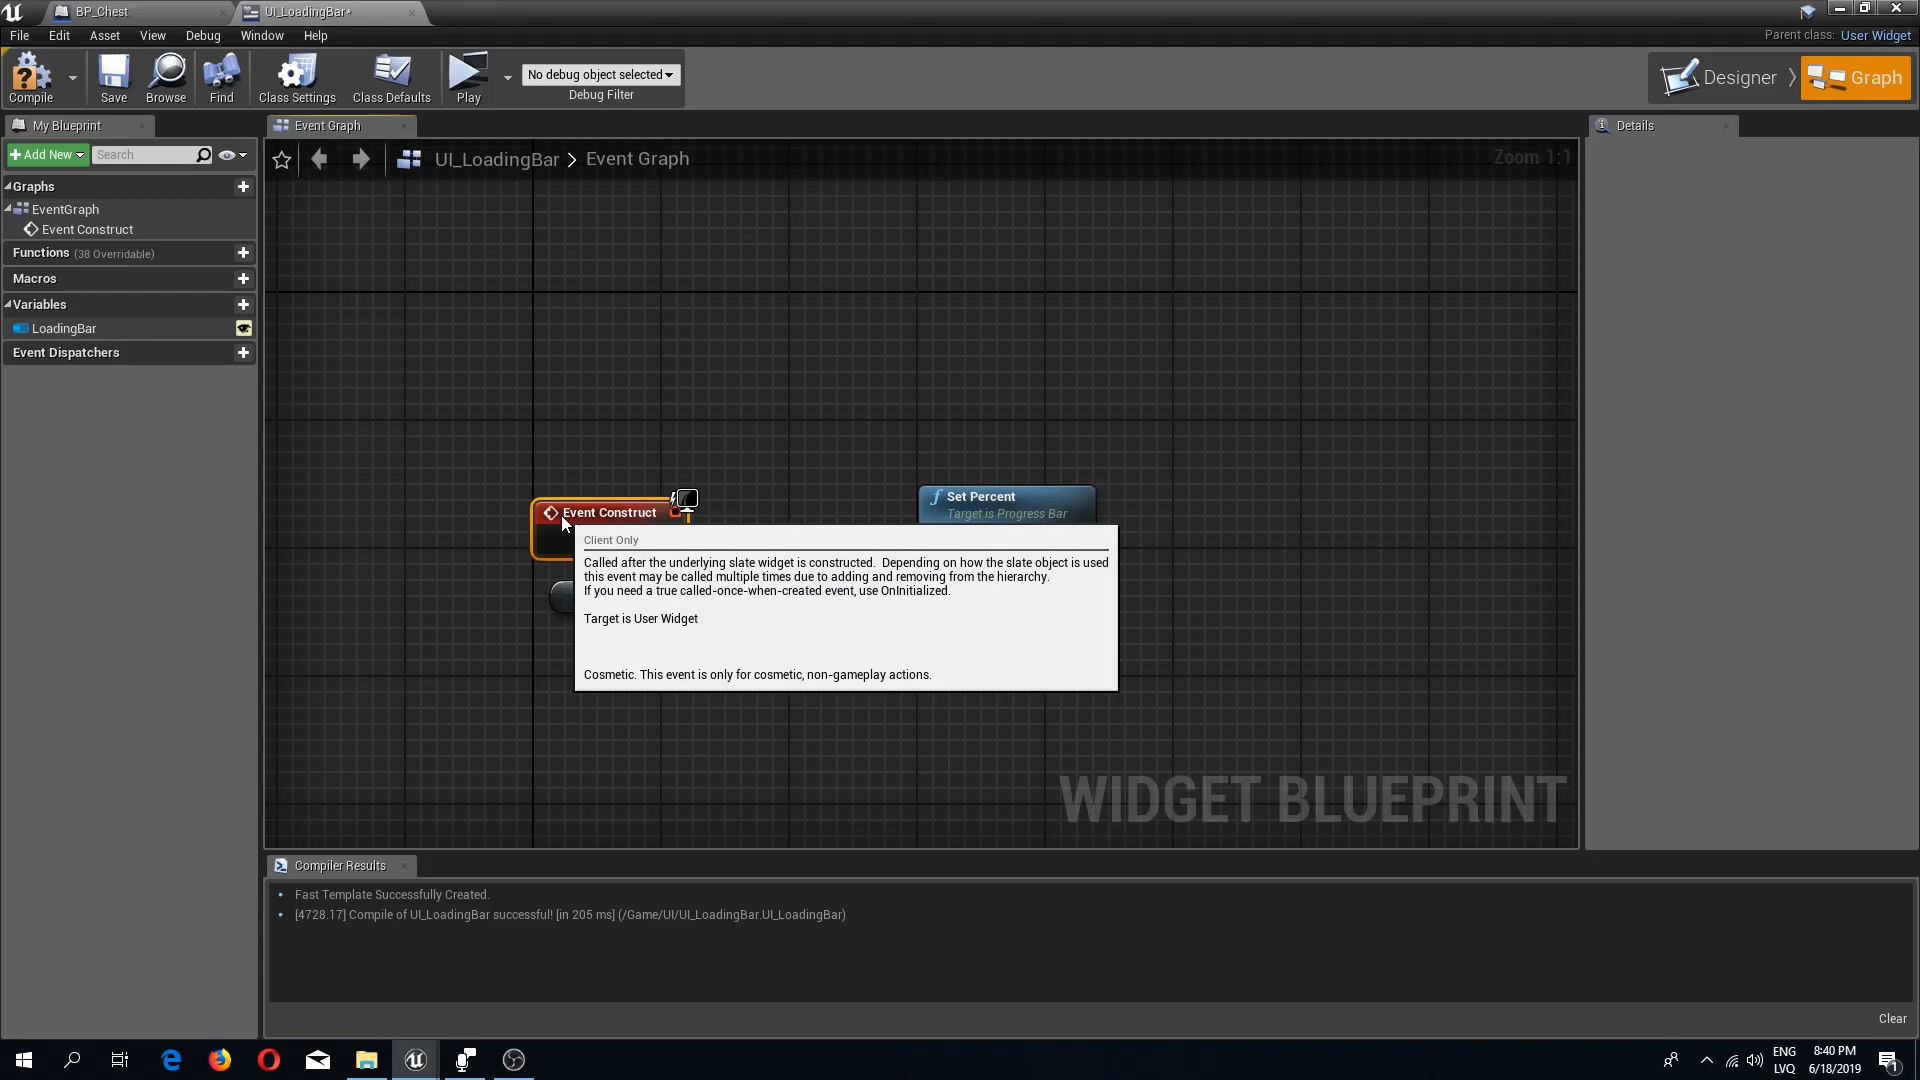 BP_Chest
UI_LoadingBar*
File Edit Asset View Debug Window Help
Parent class: User Widget
Compile
Save
Browse
Find
Class Settings
Class Defaults
Play
No debug object selected
Debug Filter
Designer
Graph
My Blueprint
Event Graph
Details
Add New
Search
UI_LoadingBar > Event Graph
Zoom 1:1
Graphs
EventGraph
Event Construct
Functions (38 Overridable)
Macros
Variables
LoadingBar
Event Dispatchers
Event Construct
Set Percent
Target is Progress Bar
Client Only
Called after the underlying slate widget is constructed. Depending on how the slate object is used
this event may be called multiple times due to adding and removing from the hierarchy.
If you need a true called-once-when-created event, use OnInitialized.
Target is User Widget
Cosmetic. This event is only for cosmetic, non-gameplay actions.
WIDGET BLUEPRINT
Compiler Results
Fast Template Successfully Created.
[4728.17] Compile of UI_LoadingBar successful! [in 205 ms] (/Game/UI/UI_LoadingBar.UI_LoadingBar)
Clear
ENG
LVQ
8:40 PM
6/18/2019
1